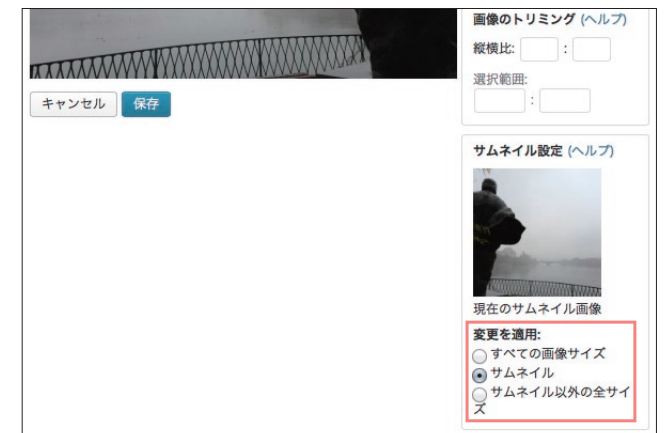 画像のトリミング (ヘルプ)
縦横比: :
選択範囲:
:
キャンセル 保存
サムネイル設定 (ヘルプ)
現在のサムネイル画像
変更を適用:
すべての画像サイズ
サムネイル
サムネイル以外の全サイ
ズ